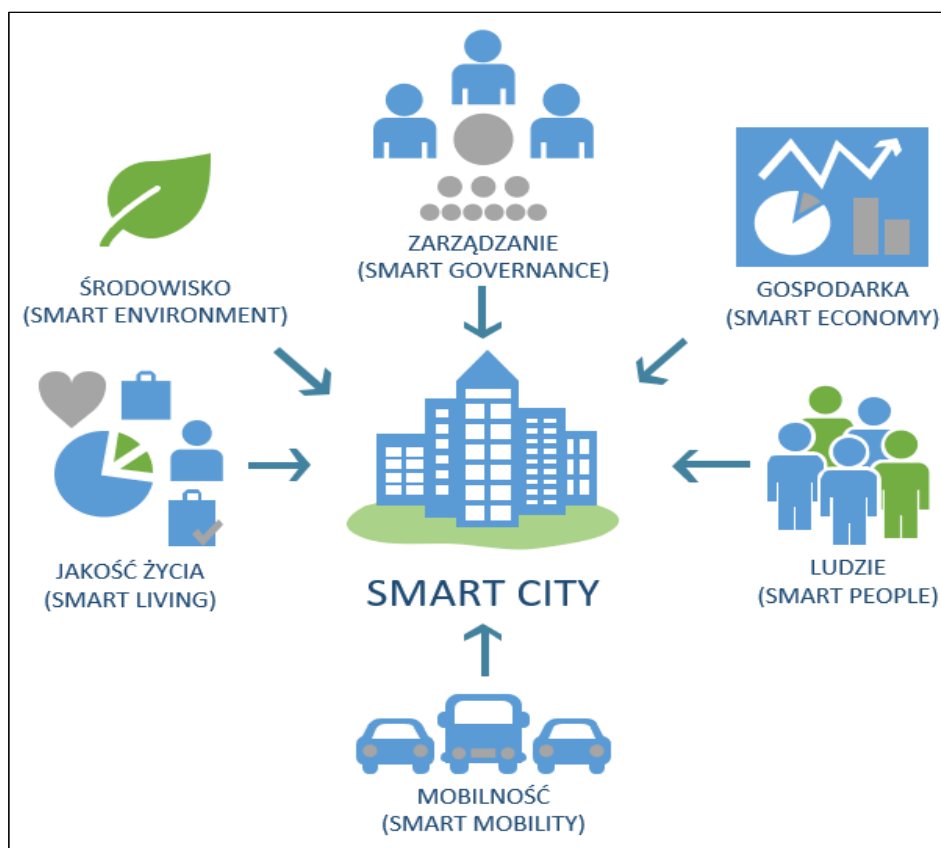 ZARZĄDZANIE
(SMART GOVERNANCE)
ŚRODOWISKO
(SMART ENVIRONMENT)
GOSPODARKA
(SMART ECONOMY)
JAKOŚĆ ŻYCIA
(SMART LIVING)
LUDZIE
(SMART PEOPLE)
SMART CITY
MOBILNOŚĆ
(SMART MOBILITY)